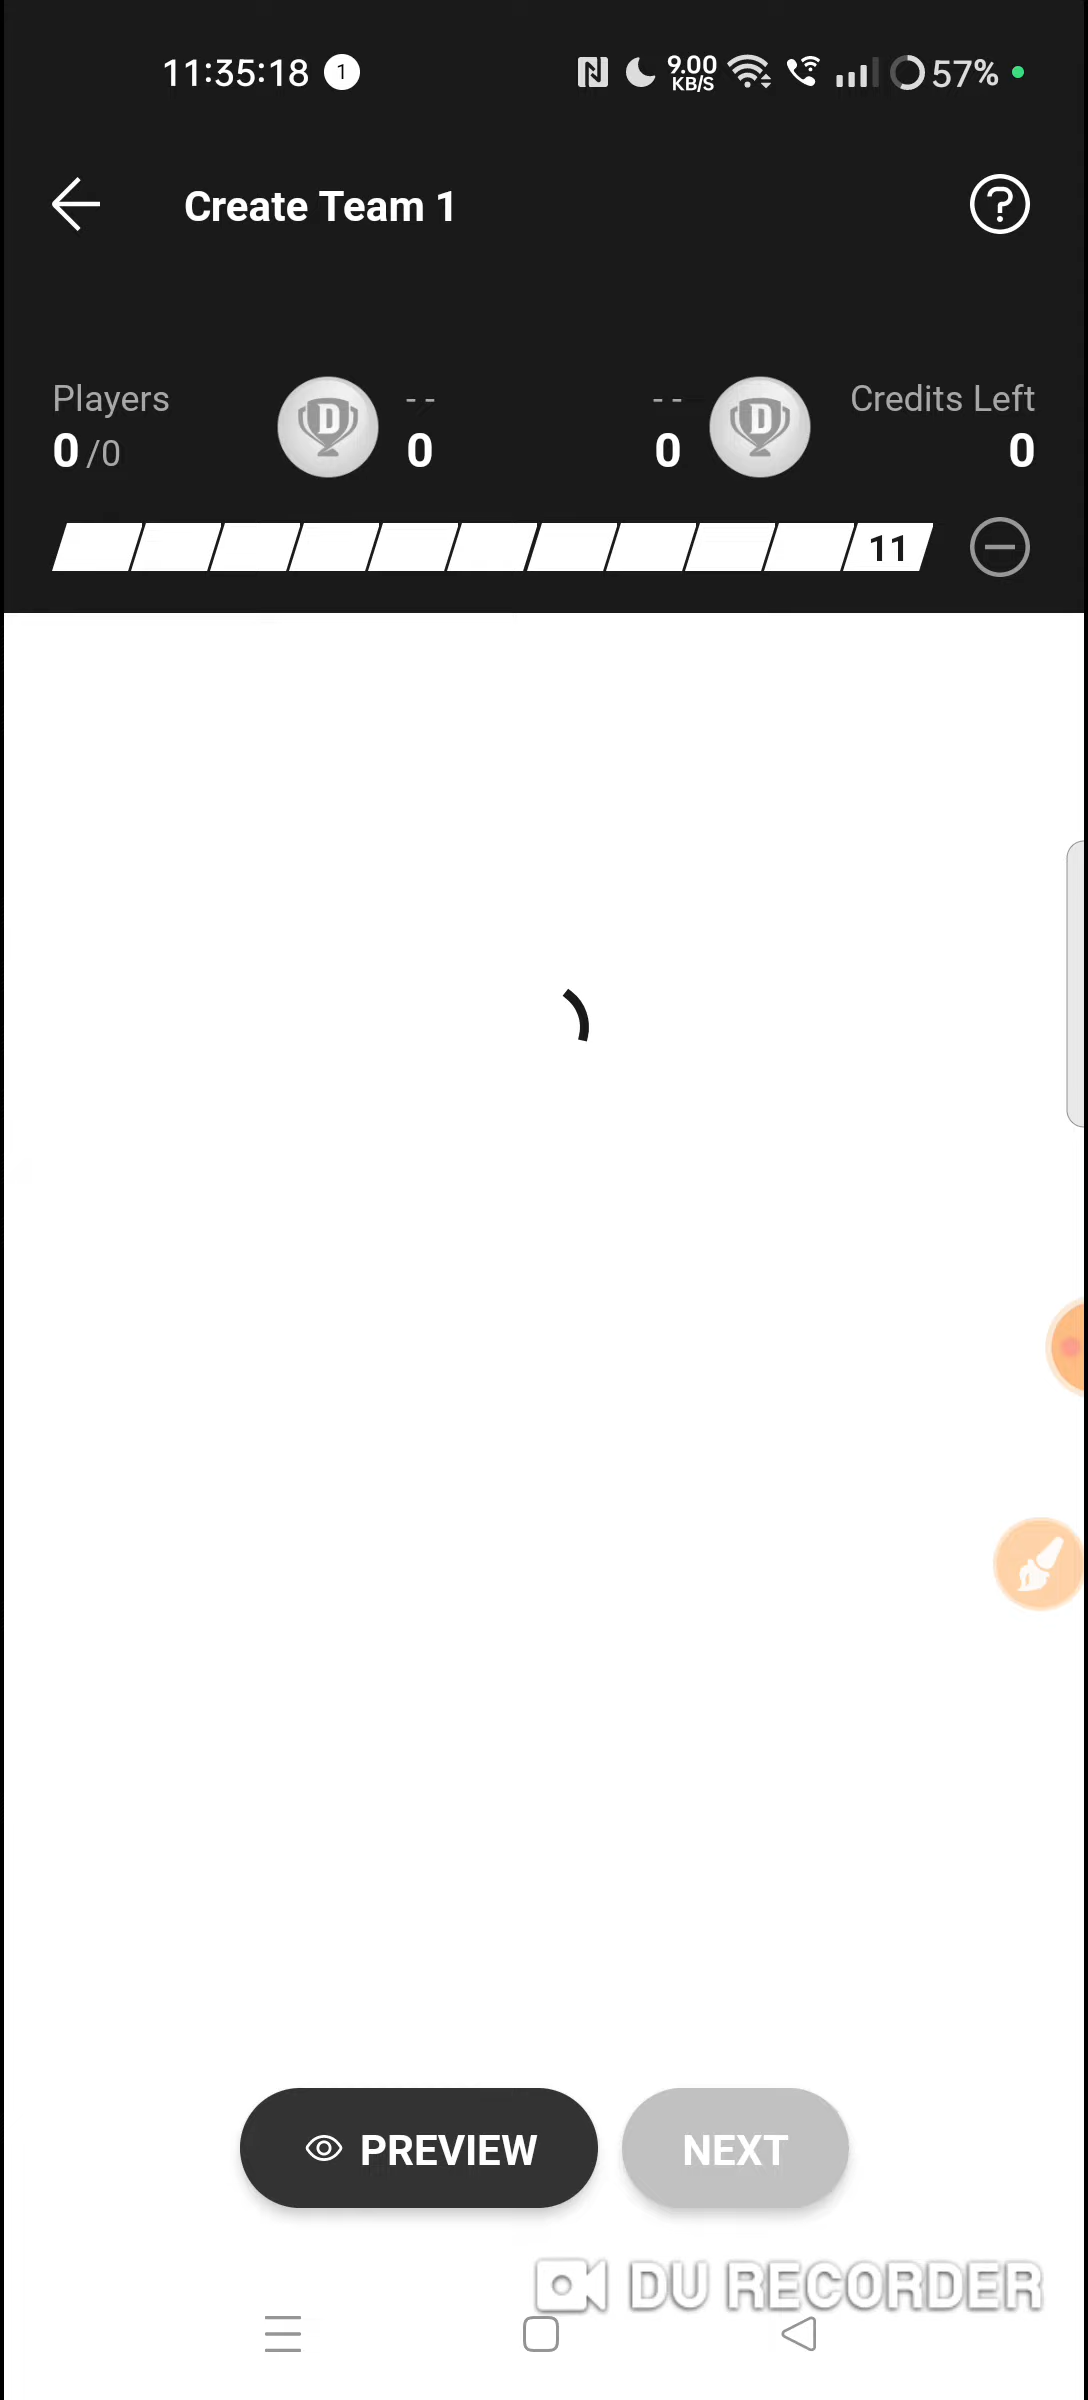 11:35:18 1 9.00 KB/S 57%
Create Team 1
Players -- -- Credits Left
0/0 D 0 0 D 0
11
PREVIEW NEXT
DU RECORDER